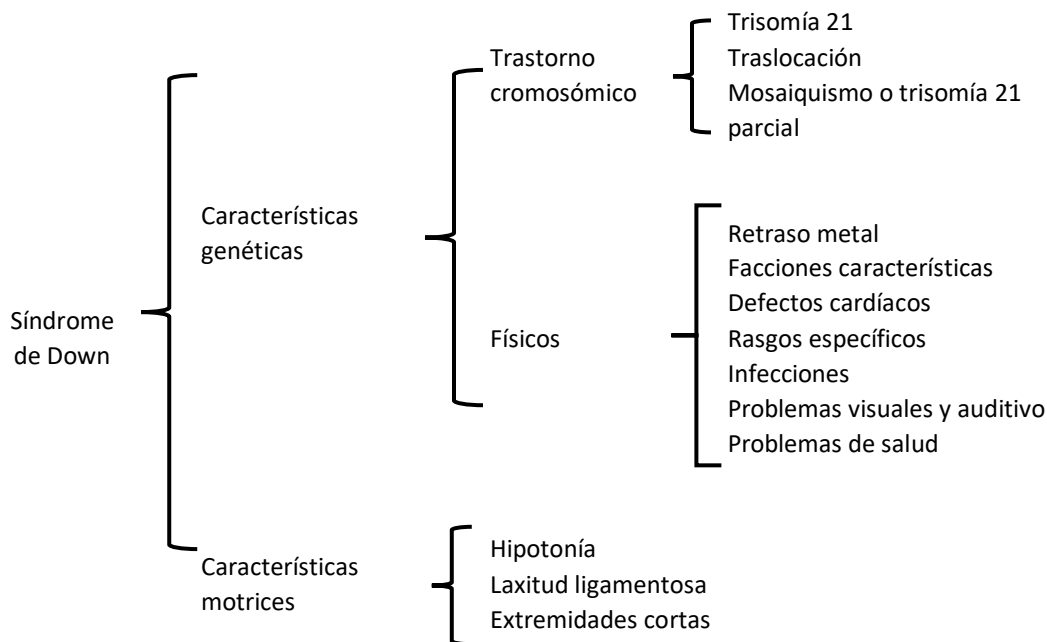 Síndrome
de Down
Características
genéticas
Trastorno
cromosómico
Trisomía 21
Traslocación
Mosaiquismo o trisomía 21
parcial
Físicos
Retraso metal
Facciones características
Defectos cardíacos
Rasgos específicos
Infecciones
Problemas visuales y auditivo
Problemas de salud
Características
motrices
Hipotonía
Laxitud ligamentosa
Extremidades cortas